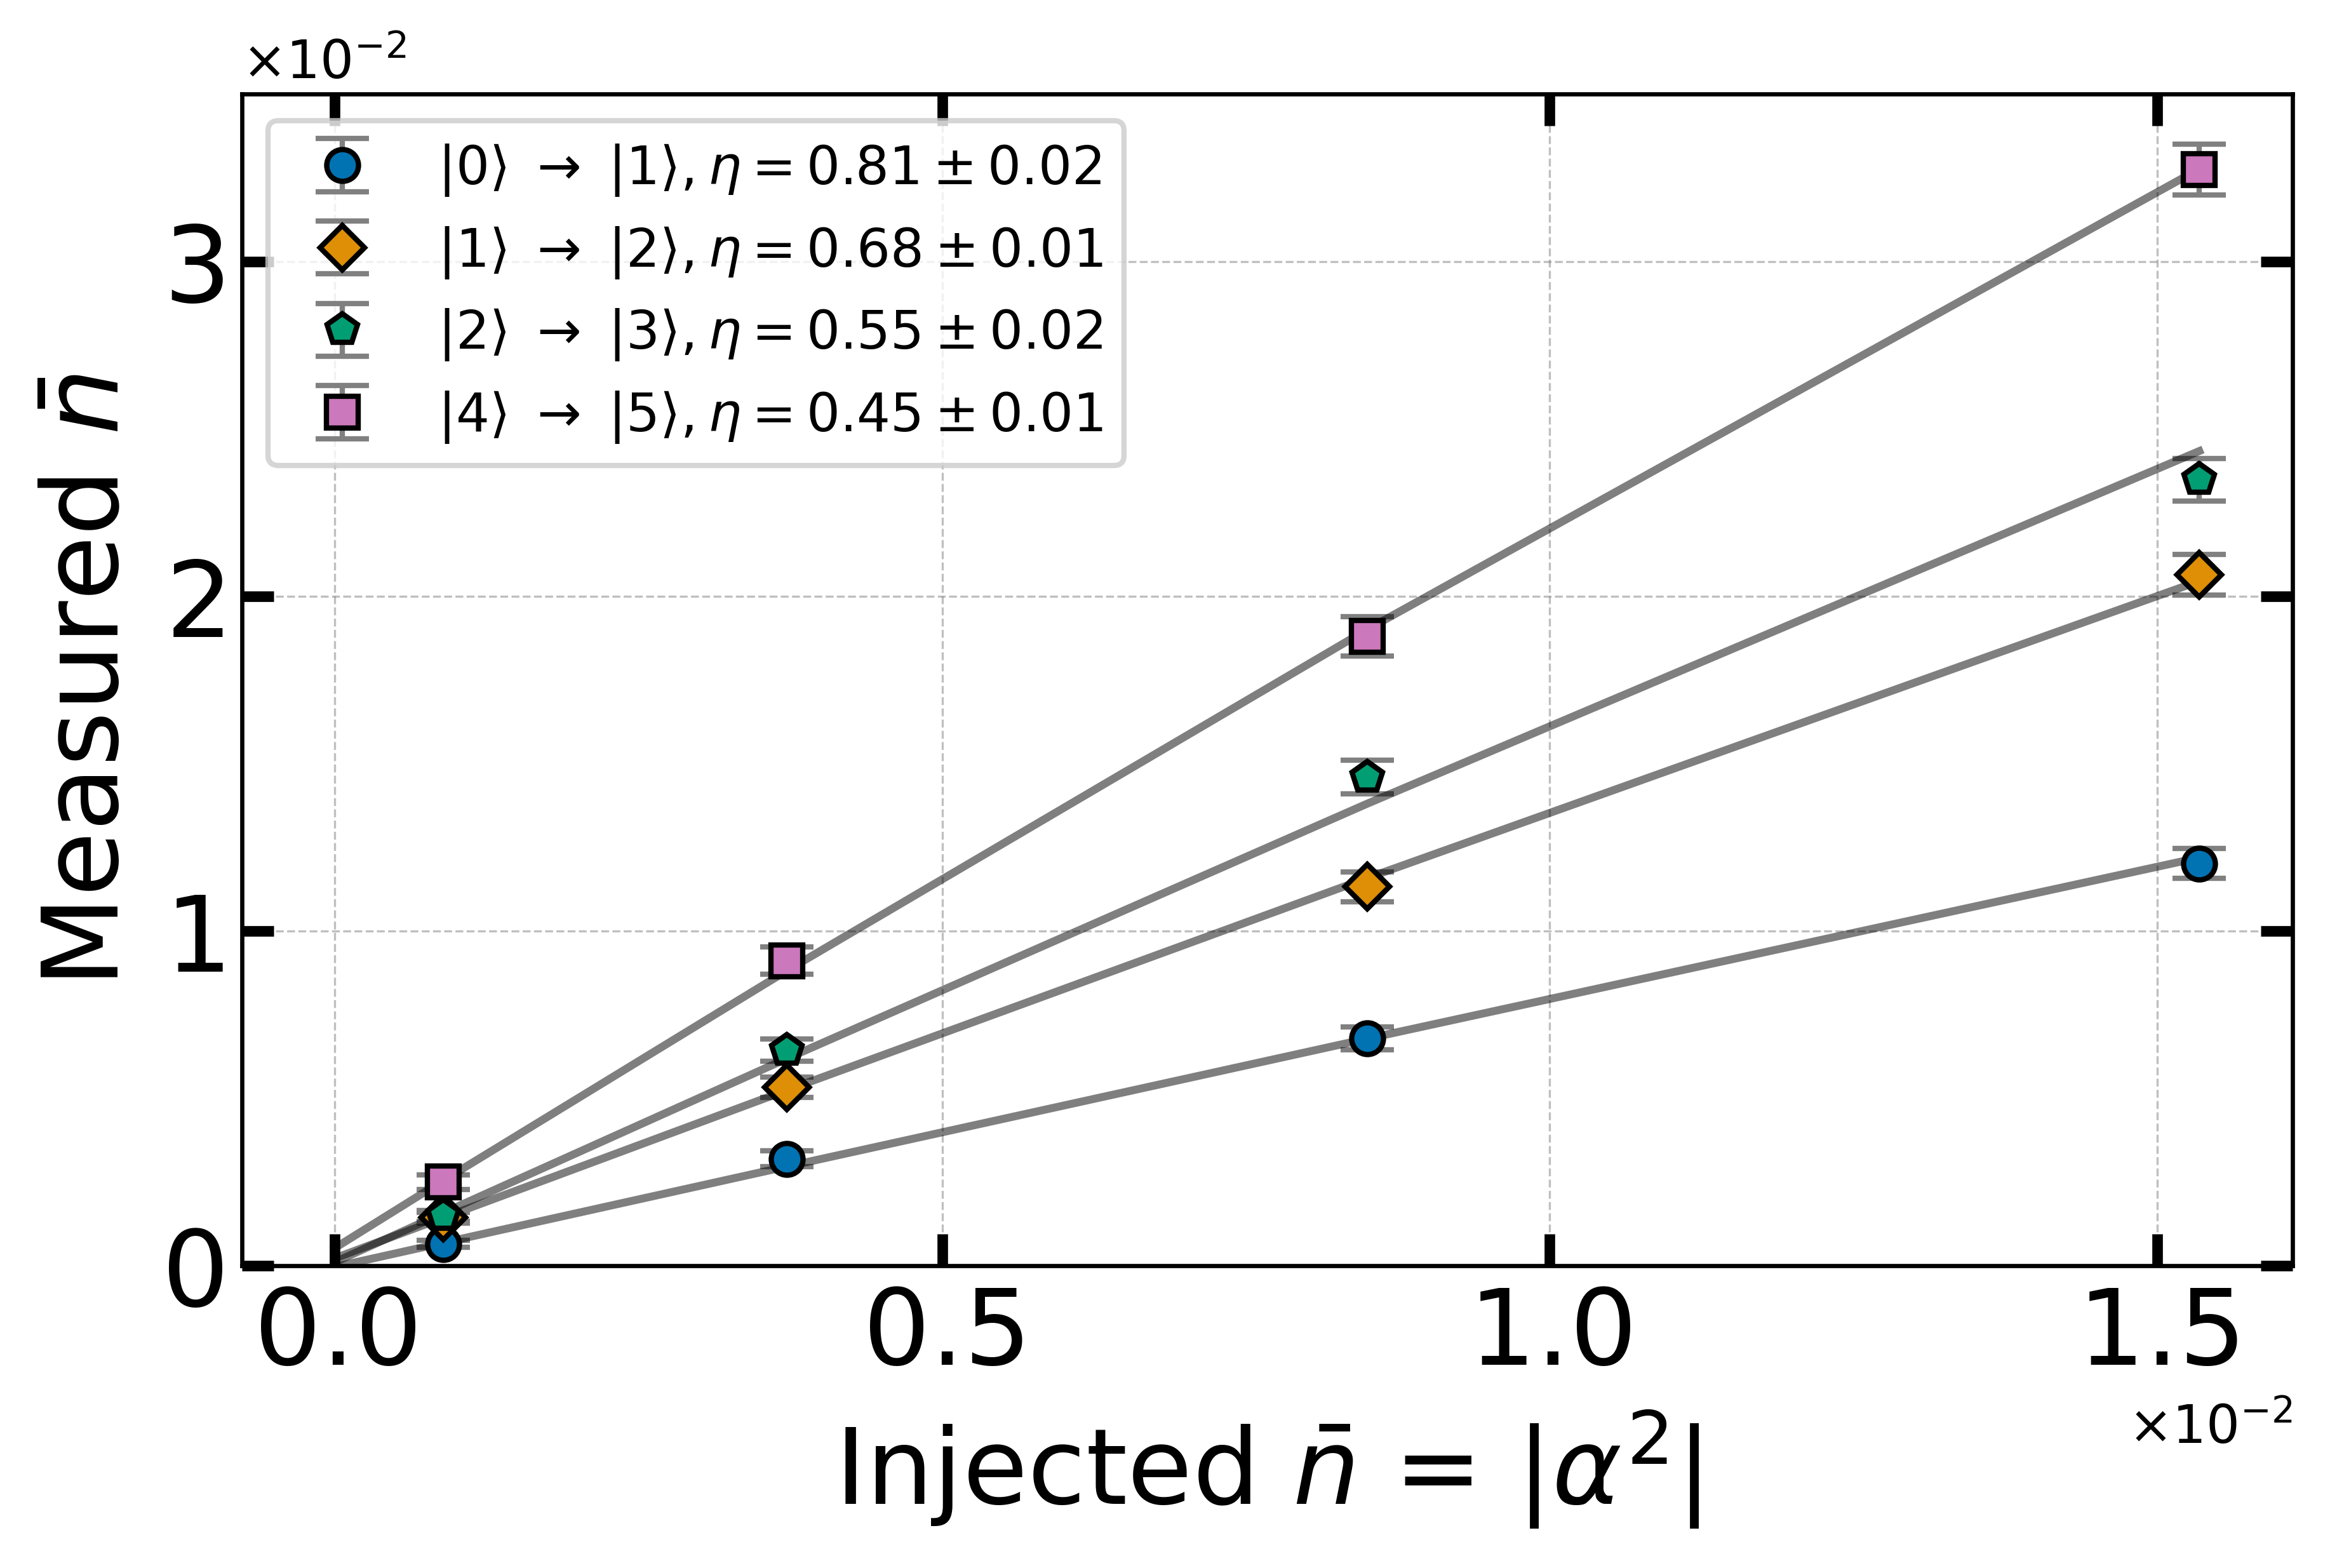 ×10⁻²
|0⟩ → |1⟩, η = 0.81 ± 0.02
|1⟩ → |2⟩, η = 0.68 ± 0.01
|2⟩ → |3⟩, η = 0.55 ± 0.02
|4⟩ → |5⟩, η = 0.45 ± 0.01
Measured n̄
3
2
1
0
0.0 0.5 1.0 1.5
×10⁻²
Injected n̄ = |α²|